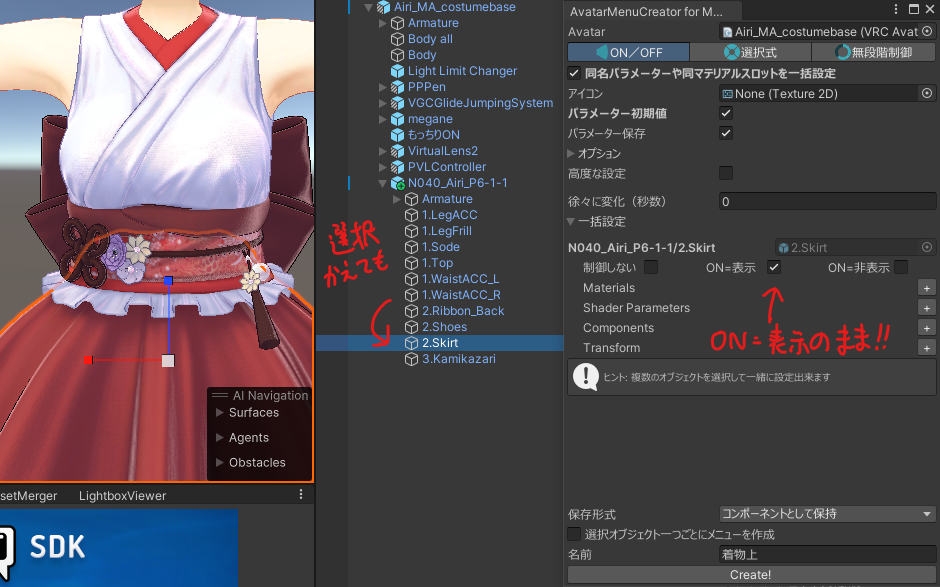 Airi_MA_costumebase
Armature
Body all
Body
Light Limit Changer
PPPen
VGCGlideJumpingSystem
megane
もっちりON
VirtualLens2
PVLController
N040_Airi_P6-1-1
Armature
1.LegACC
1.LegFrill
1.Sode
1.Top
1.WaistACC_L
1.WaistACC_R
2.Ribbon_Back
2.Shoes
2.Skirt
3.Kamikazari
選択
かえても
AI Navigation
Surfaces
Agents
Obstacles
setMerger LightboxViewer
SDK
AvatarMenuCreator for M...
Avatar Airi_MA_costumebase (VRC Avat
ON／OFF 選択式 無段階制御
同名パラメーターや同マテリアルスロットを一括設定
アイコン None (Texture 2D)
パラメーター初期値
パラメーター保存
オプション
高度な設定
徐々に変化（秒数） 0
一括設定
N040_Airi_P6-1-1/2.Skirt 2.Skirt
制御しない ON=表示 ON=非表示
Materials +
Shader Parameters +
Components +
Transform +
ON=表示のまま!!
ヒント: 複数のオブジェクトを選択して一緒に設定出来ます
保存形式 コンポーネントとして保持
選択オブジェクト一つごとにメニューを作成
名前 着物上
Create!